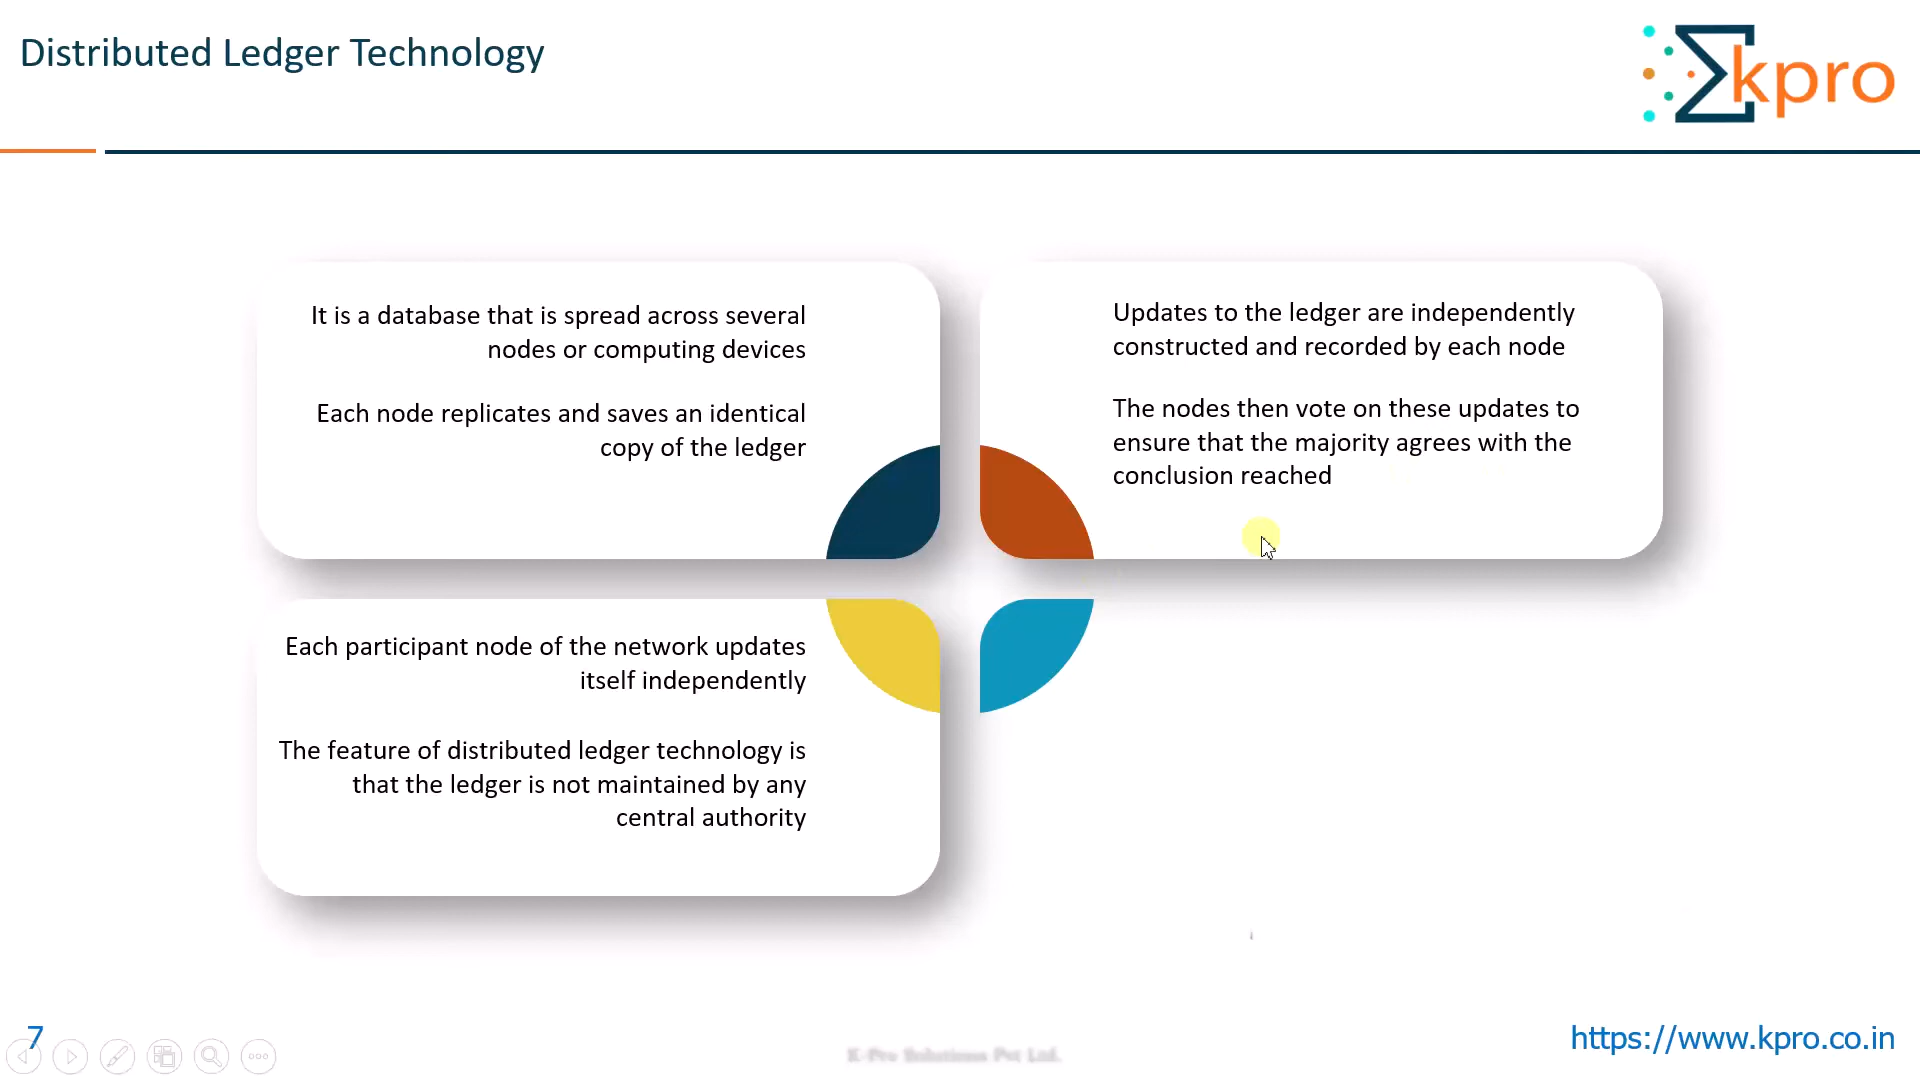 Distributed Ledger Technology
kpro
It is a database that is spread across several
nodes or computing devices
Each node replicates and saves an identical
copy of the ledger
Updates to the ledger are independently
constructed and recorded by each node
The nodes then vote on these updates to
ensure that the majority agrees with the
conclusion reached
Each participant node of the network updates
itself independently
The feature of distributed ledger technology is
that the ledger is not maintained by any
central authority
7
K-Pro Solutions Pvt Ltd.
https://www.kpro.co.in